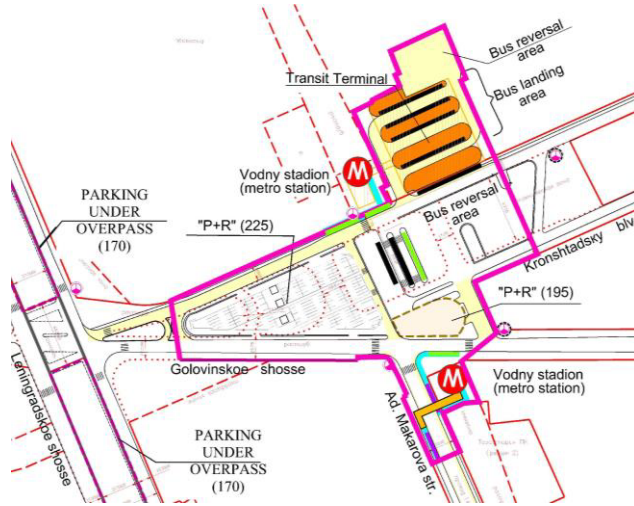 Bus reversal
area
Transit Terminal
Bus landing
area
M
Vodny stadion
(metro station)
PARKING
UNDER
OVERPASS
(170)
"P+R" (225)
Bus reversal
area
Kronshtadsky blv
"P+R" (195)
Golovinskoe shosse
Vodny stadion
(metro station)
M
Leningradskoe shosse
PARKING
UNDER
OVERPASS
(170)
Ad. Makarova str.